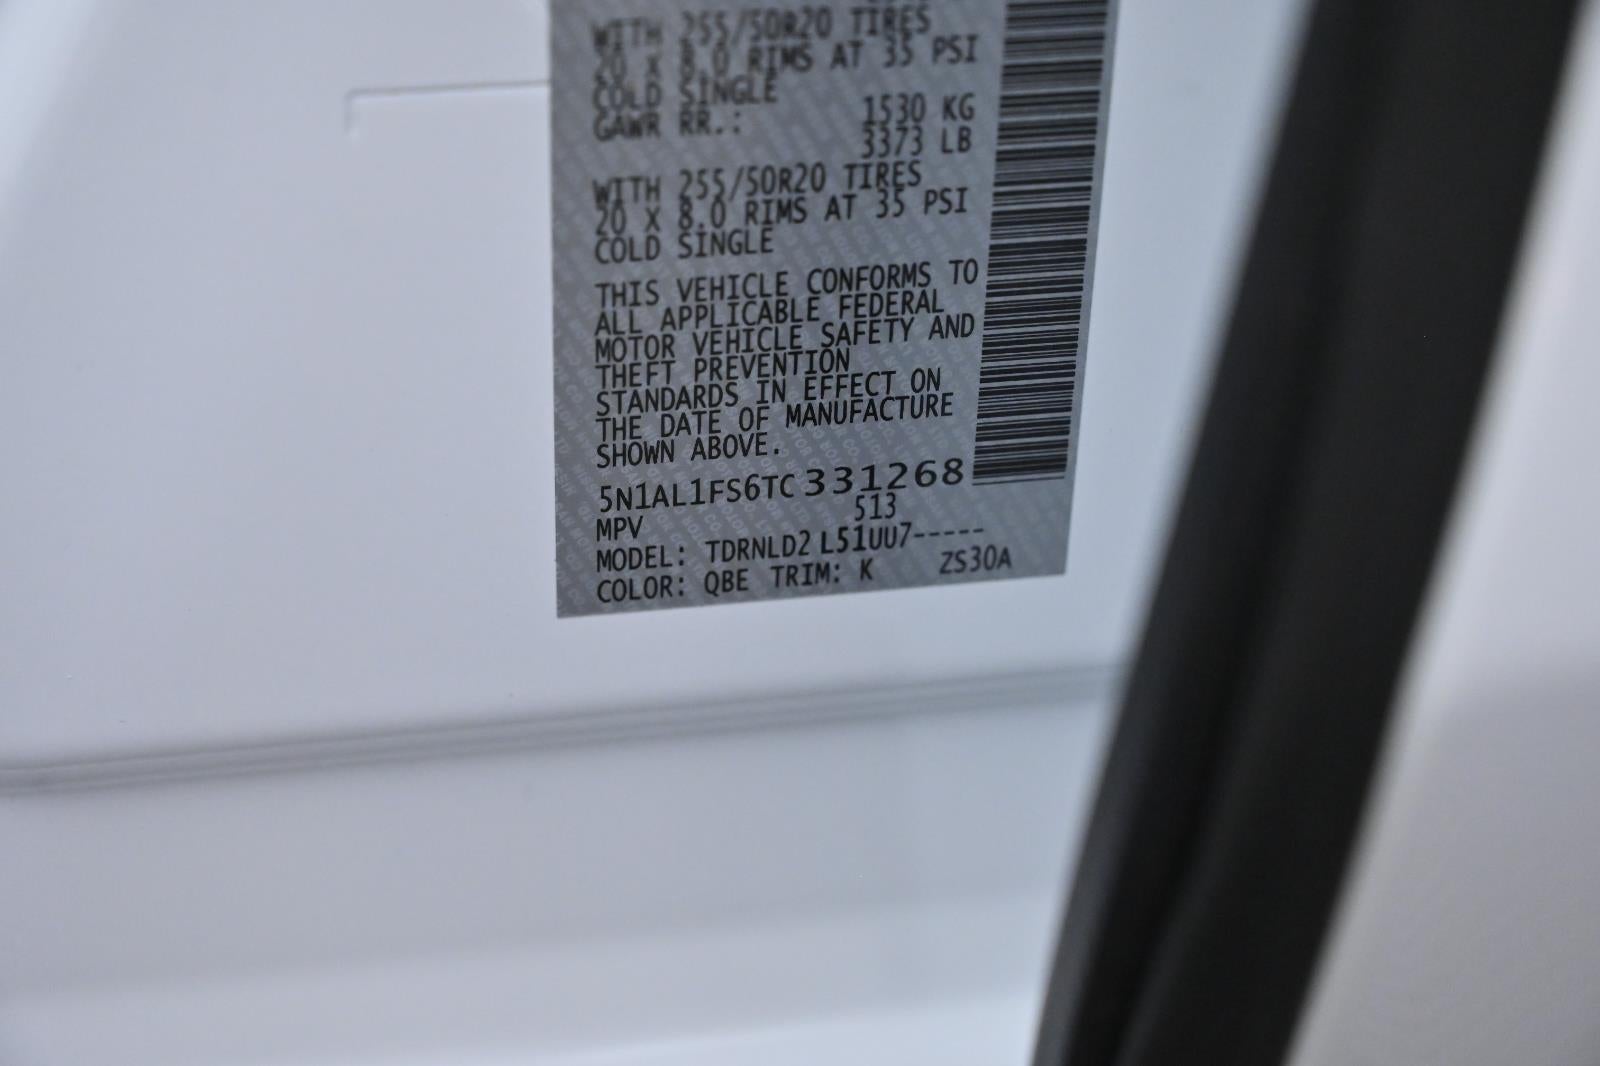 WITH 255/50R20 TIRES
20 X 8.0 RIMS AT 35 PSI
COLD SINGLE
GAWR RR.: 1530 KG
3373 LB
WITH 255/50R20 TIRES
20 X 8.0 RIMS AT 35 PSI
COLD SINGLE
THIS VEHICLE CONFORMS TO
ALL APPLICABLE FEDERAL
MOTOR VEHICLE SAFETY AND
THEFT PREVENTION
STANDARDS IN EFFECT ON
THE DATE OF MANUFACTURE
SHOWN ABOVE.
5N1AL1FS6TC331268
MPV 513
MODEL: TDRNLD2 L51UU7-----
COLOR: QBE TRIM: K ZS30A